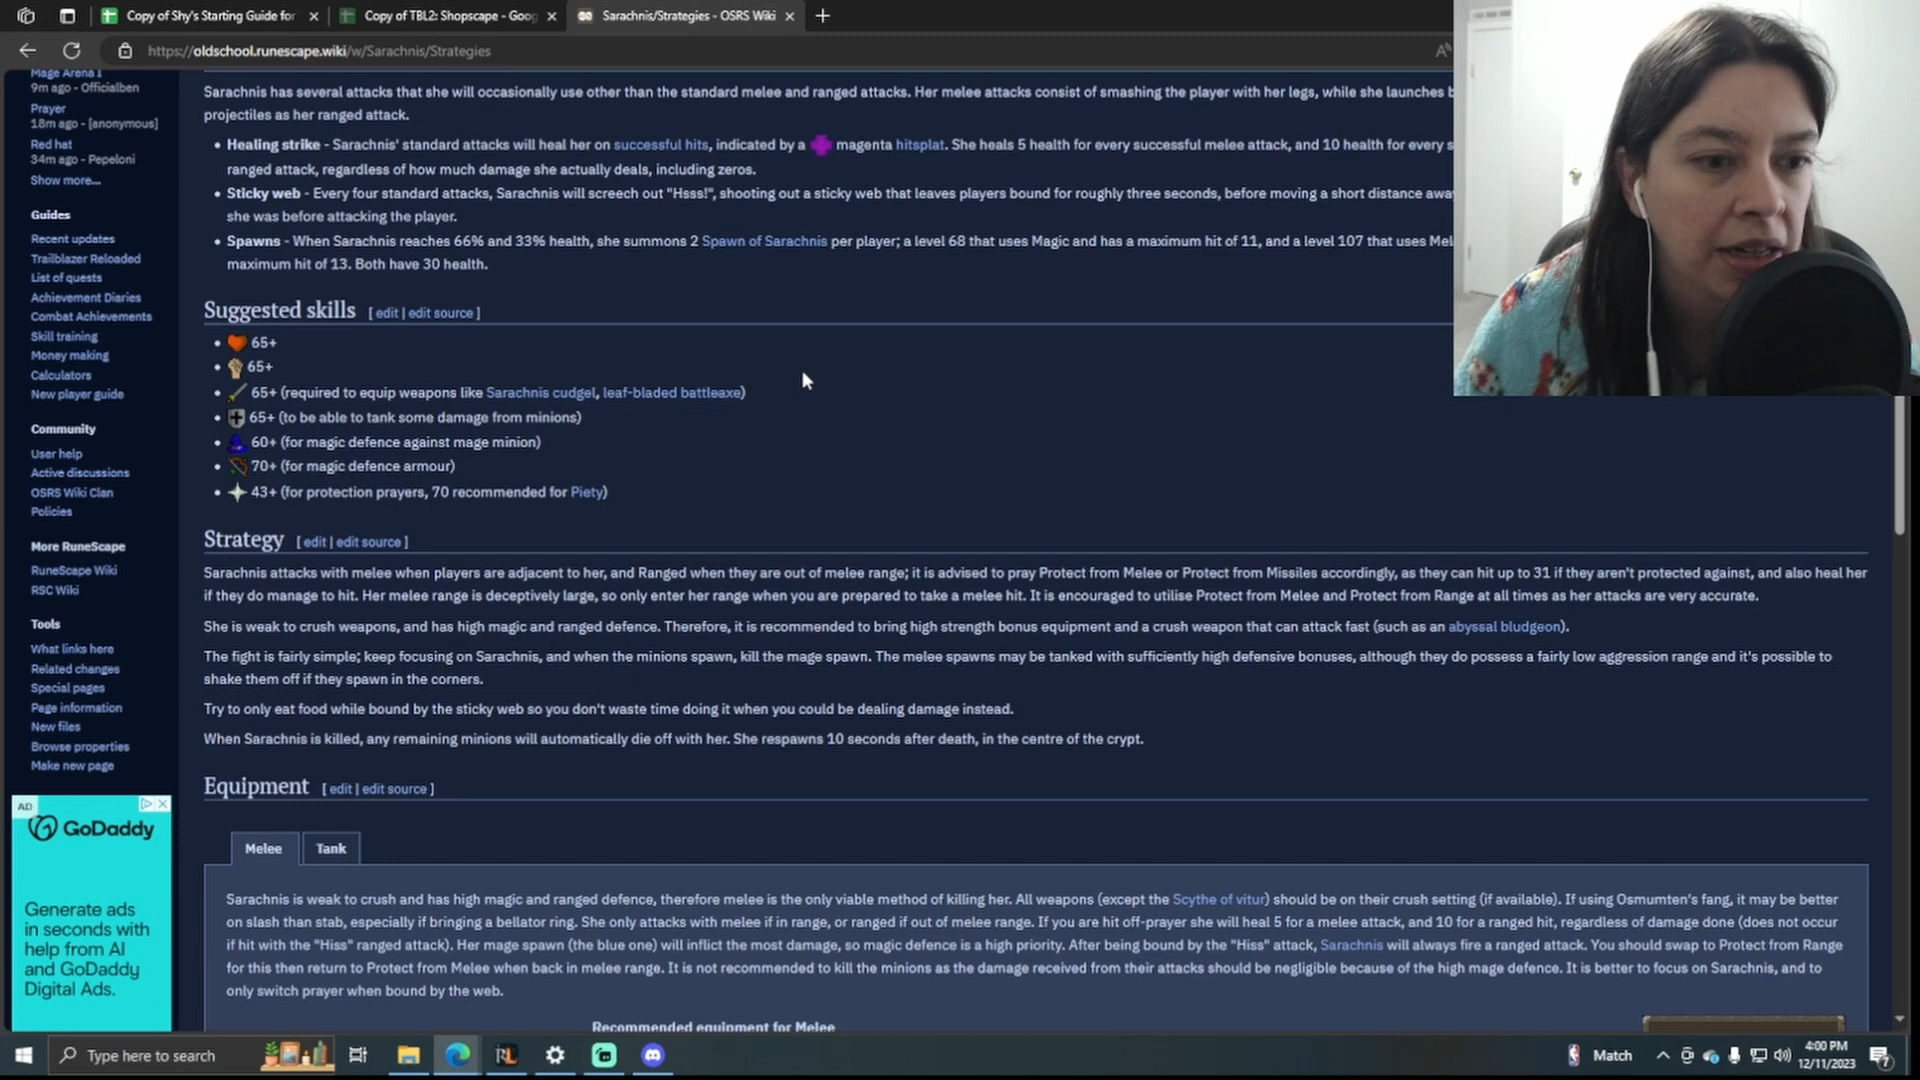 Copy of Shy's Starting Guide for
Copy of TBL2: Shopscape - Goog
Sarachnis/Strategies - OSRS Wiki
https://oldschool.runescape.wiki/w/Sarachnis/Strategies
Mage Arena I
9m ago - Officialben
Prayer
18m ago - [anonymous]
Red hat
34m ago - Pepeloni
Show more...
Guides
Recent updates
Trailblazer Reloaded
List of quests
Achievement Diaries
Combat Achievements
Skill training
Money making
Calculators
New player guide
Community
User help
Active discussions
OSRS Wiki Clan
Policies
More RuneScape
RuneScape Wiki
RSC Wiki
Tools
What links here
Related changes
Special pages
Page information
New files
Browse properties
Make new page
AD
GoDaddy
Generate ads
in seconds with
help from AI
and GoDaddy
Digital Ads.
Sarachnis has several attacks that she will occasionally use other than the standard melee and ranged attacks. Her melee attacks consist of smashing the player with her legs, while she launches
projectiles as her ranged attack.
• Healing strike - Sarachnis' standard attacks will heal her on successful hits, indicated by a magenta hitsplat. She heals 5 health for every successful melee attack, and 10 health for every
ranged attack, regardless of how much damage she actually deals, including zeros.
• Sticky web - Every four standard attacks, Sarachnis will screech out "Hsss!", shooting out a sticky web that leaves players bound for roughly three seconds, before moving a short distance
she was before attacking the player.
• Spawns - When Sarachnis reaches 66% and 33% health, she summons 2 Spawn of Sarachnis per player; a level 68 that uses Magic and has a maximum hit of 11, and a level 107 that uses
maximum hit of 13. Both have 30 health.
Suggested skills [ edit | edit source ]
• 65+
• 65+
• 65+ (required to equip weapons like Sarachnis cudgel, leaf-bladed battleaxe)
• 65+ (to be able to tank some damage from minions)
• 60+ (for magic defence against mage minion)
• 70+ (for magic defence armour)
• 43+ (for protection prayers, 70 recommended for Piety)
Strategy [ edit | edit source ]
Sarachnis attacks with melee when players are adjacent to her, and Ranged when they are out of melee range; it is advised to pray Protect from Melee or Protect from Missiles accordingly, as they can hit up to 31 if they aren't protected against, and also heal her
if they do manage to hit. Her melee range is deceptively large, so only enter her range when you are prepared to take a melee hit. It is encouraged to utilise Protect from Melee and Protect from Range at all times as her attacks are very accurate.
She is weak to crush weapons, and has high magic and ranged defence. Therefore, it is recommended to bring high strength bonus equipment and a crush weapon that can attack fast (such as an abyssal bludgeon).
The fight is fairly simple; keep focusing on Sarachnis, and when the minions spawn, kill the mage spawn. The melee spawns may be tanked with sufficiently high defensive bonuses, although they do possess a fairly low aggression range and it's possible to
shake them off if they spawn in the corners.
Try to only eat food while bound by the sticky web so you don't waste time doing it when you could be dealing damage instead.
When Sarachnis is killed, any remaining minions will automatically die off with her. She respawns 10 seconds after death, in the centre of the crypt.
Equipment [ edit | edit source ]
Melee Tank
Sarachnis is weak to crush and has high magic and ranged defence, therefore melee is the only viable method of killing her. All weapons (except the Scythe of vitur) should be on their crush setting (if available). If using Osmumten's fang, it may be better
on slash than stab, especially if bringing a bellator ring. She only attacks with melee if in range, or ranged if out of melee range. If you are hit off-prayer she will heal 5 for a melee attack, and 10 for a ranged hit, regardless of damage done (does not occur
if hit with the "Hiss" ranged attack). Her mage spawn (the blue one) will inflict the most damage, so magic defence is a high priority. After being bound by the "Hiss" attack, Sarachnis will always fire a ranged attack. You should swap to Protect from Range
for this then return to Protect from Melee when back in melee range. It is not recommended to kill the minions as the damage received from their attacks should be negligible because of the high mage defence. It is better to focus on Sarachnis, and to
only switch prayer when bound by the web.
Recommended equipment for Melee
Type here to search
Match
4:00 PM
12/11/2023